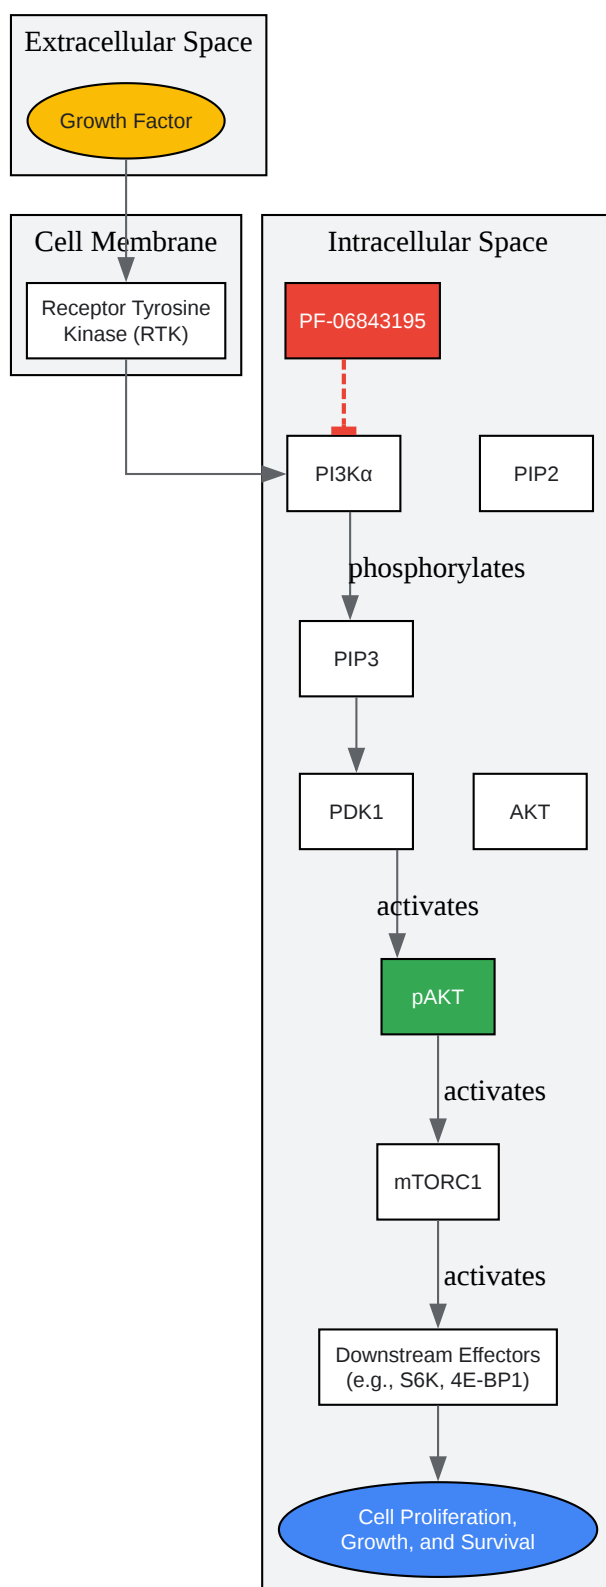 Extracellular Space
Growth Factor
Cell Membrane
Receptor Tyrosine
Kinase (RTK)
Intracellular Space
PF-06843195
PI3Kα
PIP2
phosphorylates
PIP3
PDK1
AKT
activates
pAKT
activates
mTORC1
activates
Downstream Effectors
(e.g., S6K, 4E-BP1)
Cell Proliferation,
Growth, and Survival